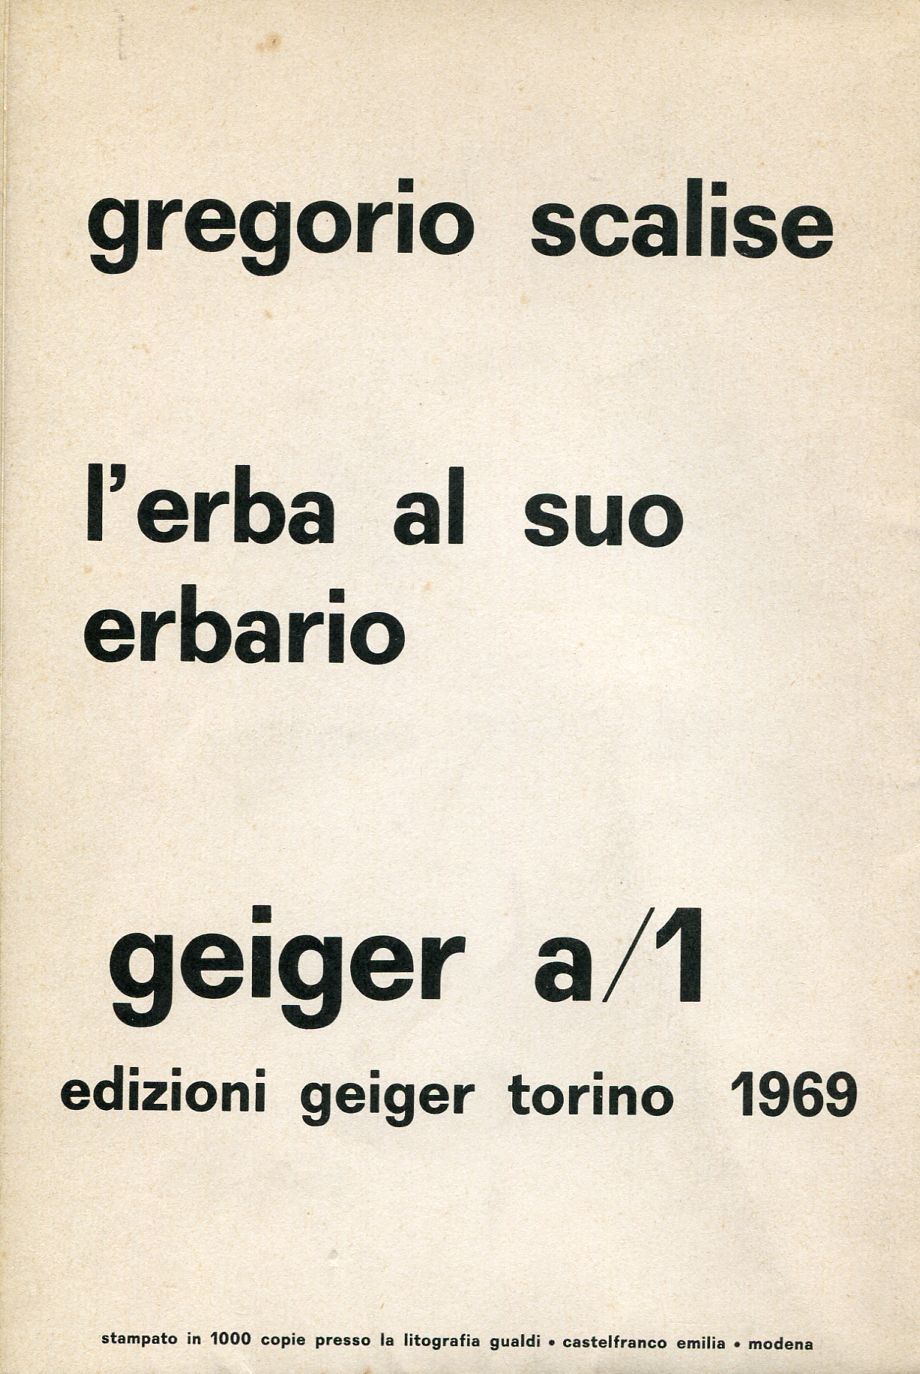 gregorio scalise
l'erba al suo
erbario
geiger a/1
edizioni geiger torino 1969
stampato in 1000 copie presso la litografia gualdi • castelfranco emilia • modena